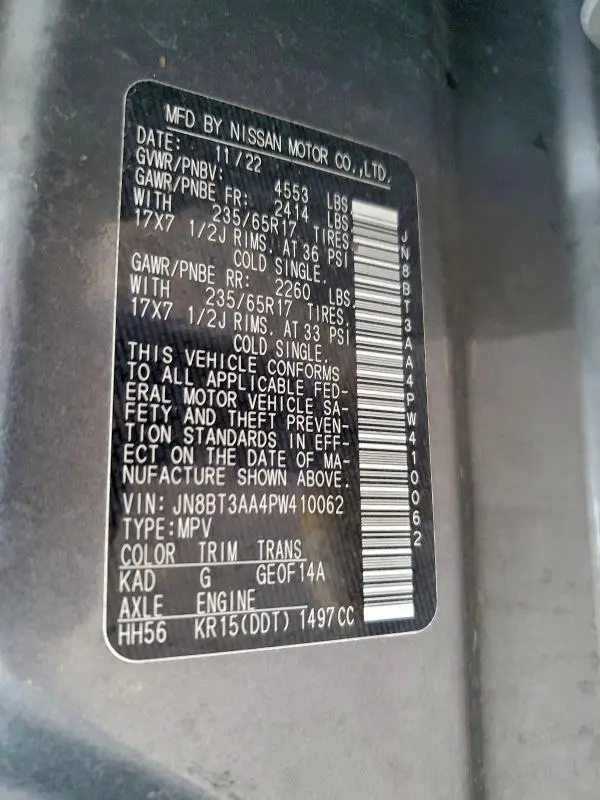 MFD BY NISSAN MOTOR CO.,LTD.
DATE: 11/22
GVWR/PNBV: 4553 LBS
GAWR/PNBE FR: 2414 LBS
WITH 235/65R17 TIRES,
17X7 1/2J RIMS. AT 36 PSI
COLD SINGLE.
GAWR/PNBE RR: 2260 LBS
WITH 235/65R17 TIRES,
17X7 1/2J RIMS. AT 33 PSI
COLD SINGLE.
THIS VEHICLE CONFORMS
TO ALL APPLICABLE FED-
ERAL MOTOR VEHICLE SA-
FETY AND THEFT PREVEN-
TION STANDARDS IN EFF-
ECT ON THE DATE OF MA-
NUFACTURE SHOWN ABOVE.
VIN: JN8BT3AA4PW410062
TYPE:MPV
COLOR TRIM TRANS
KAD G GEOF14A
AXLE ENGINE
HH56 KR15(DDT) 1497CC
JN8BT3AA4PW410062